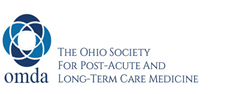 omda
The Ohio Society
For Post-Acute And
Long-Term Care Medicine